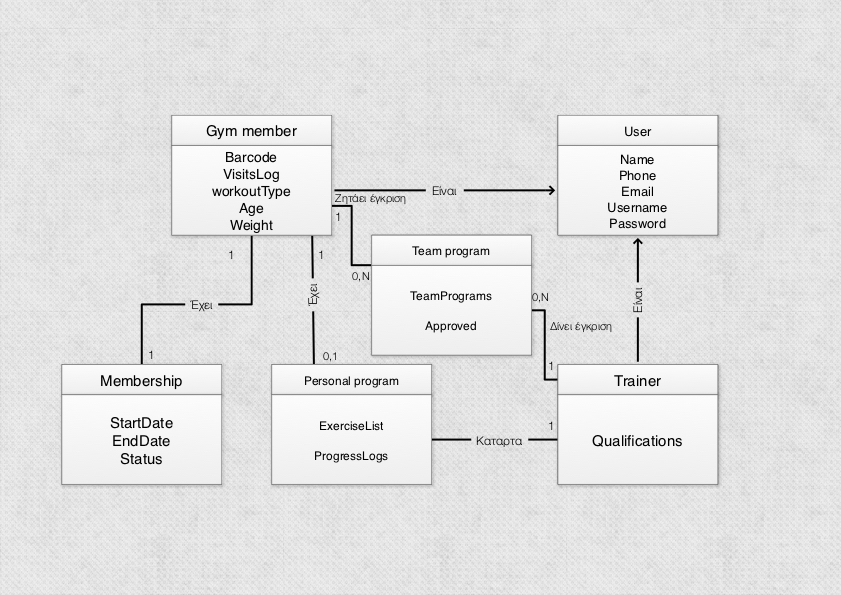 Gym member
Barcode
VisitsLog
workoutType
Age
Weight
User
Name
Phone
Email
Username
Password
Είναι
Ζητάει έγκριση
1
0,N
Team program
TeamPrograms
Approved
0,N
Δίνει έγκριση
1
Είναι
1
Έχει
1
1
Έχει
0,1
Membership
StartDate
EndDate
Status
Personal program
ExerciseList
ProgressLogs
Καταρτα
1
Trainer
Qualifications